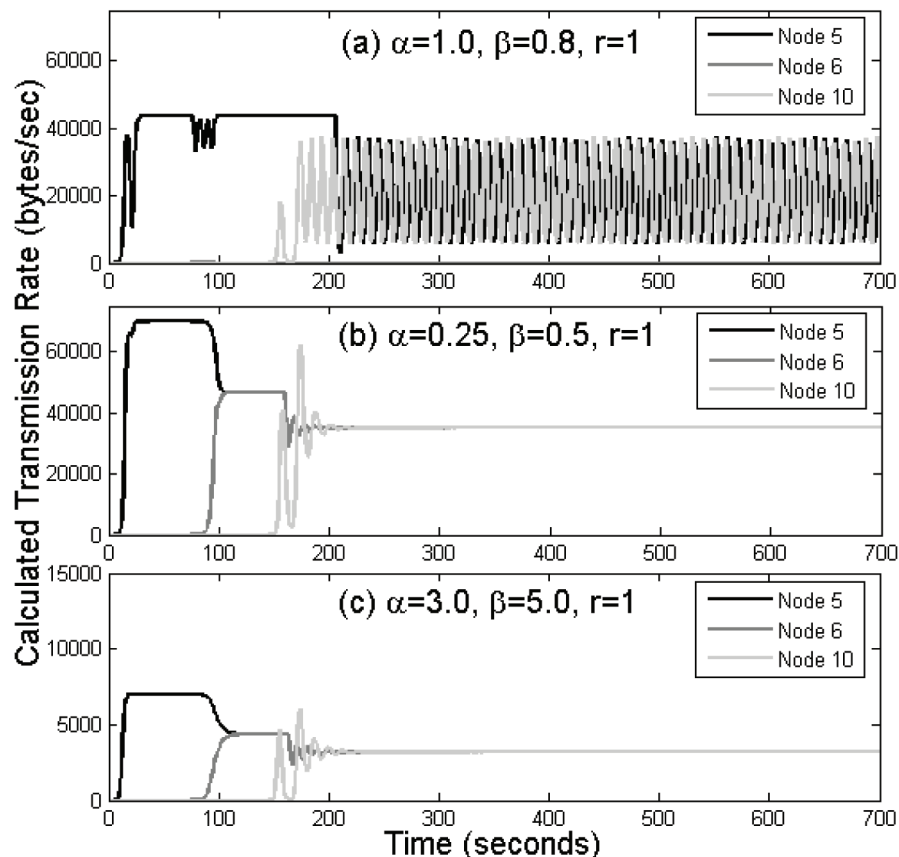 Calculated Transmission Rate (bytes/sec)
(a) α=1.0, β=0.8, r=1
Node 5
Node 6
Node 10
60000
40000
20000
0
0 100 200 300 400 500 600 700
(b) α=0.25, β=0.5, r=1
Node 5
Node 6
Node 10
60000
40000
20000
0
0 100 200 300 400 500 600 700
(c) α=3.0, β=5.0, r=1
Node 5
Node 6
Node 10
15000
10000
5000
0
0 100 200 300 400 500 600 700
Time (seconds)